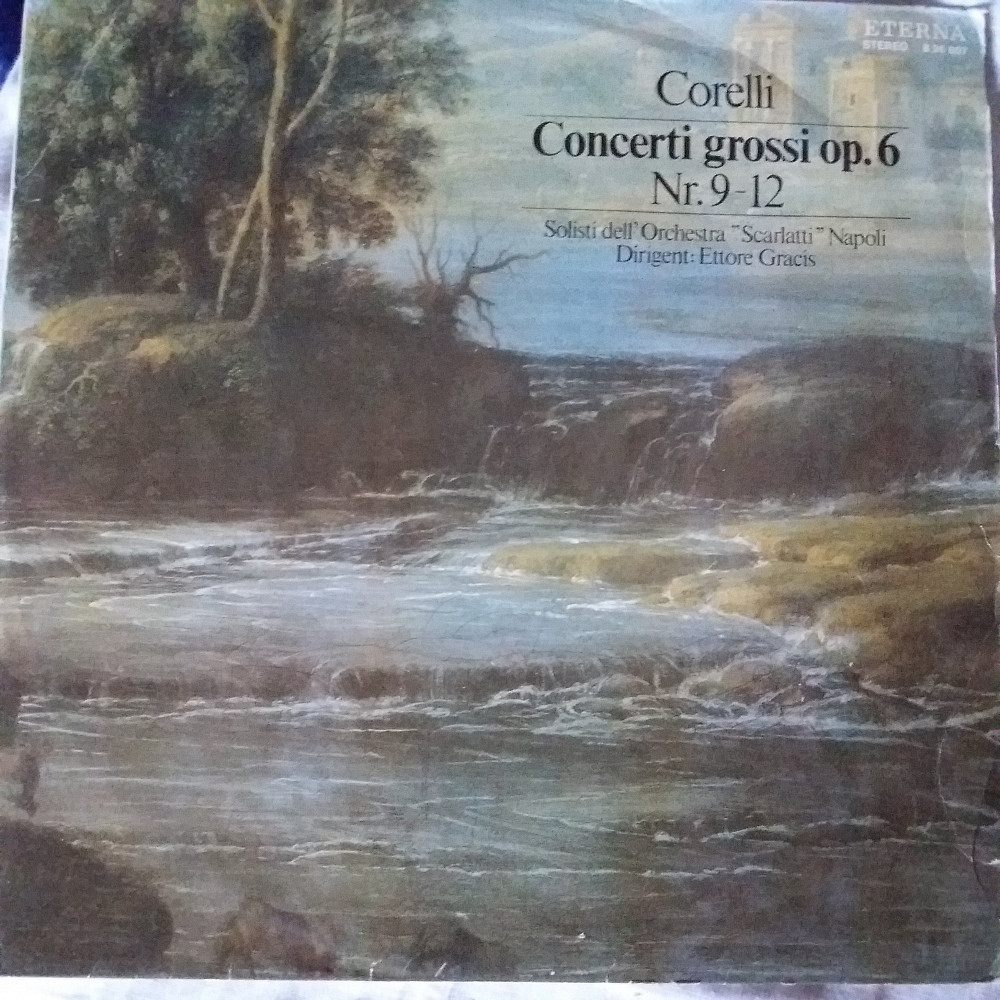 ETERNA
STEREO
Corelli
Concerti grossi op. 6
Nr. 9-12
Solisti dell' Orchestra "Scarlatti" Napoli
Dirigent: Ettore Gracis